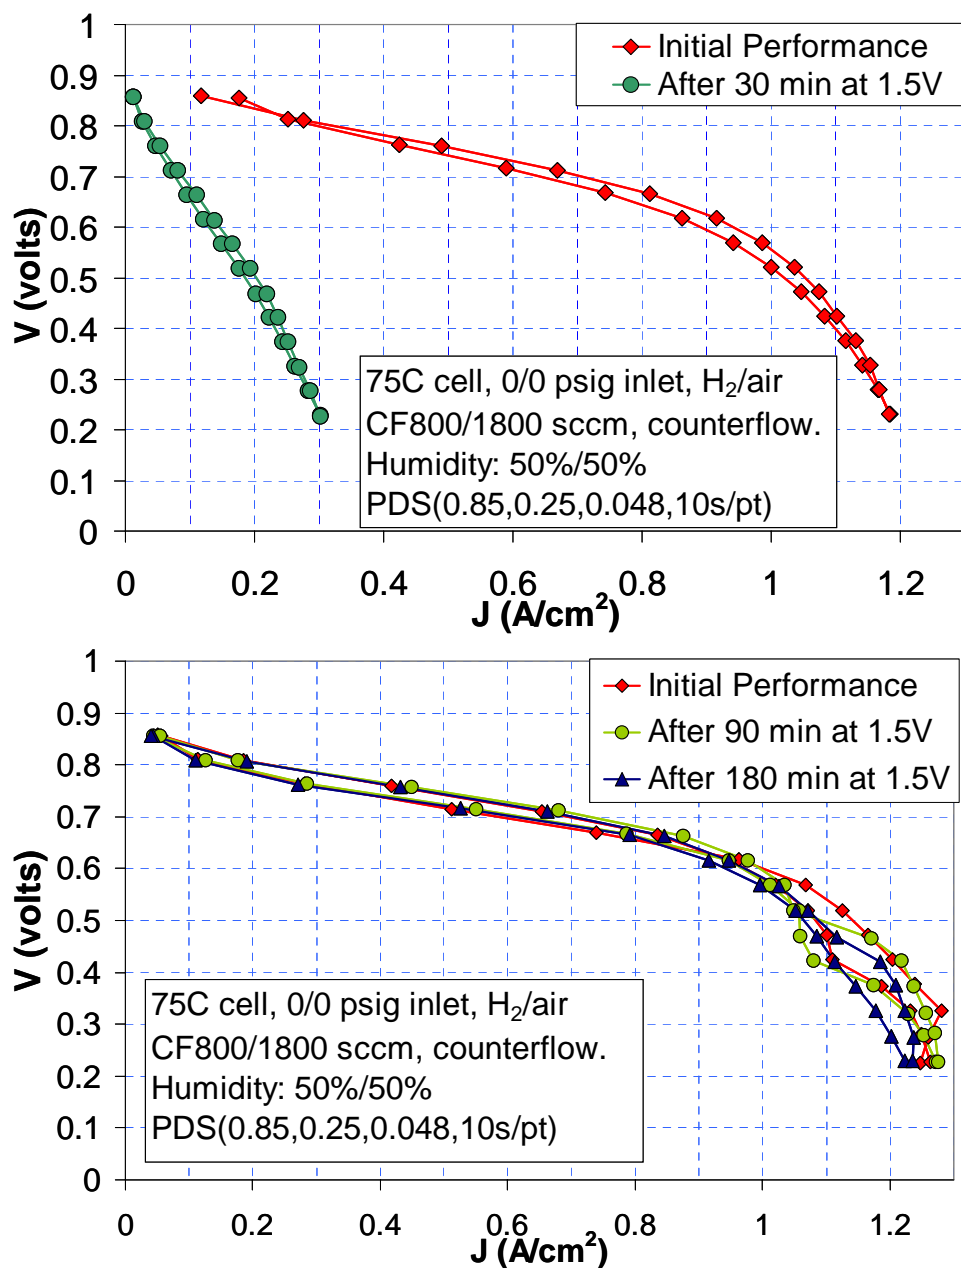 1
0.9
0.8
0.7
0.6
0.5
0.4
0.3
0.2
0.1
0
V (volts)
Initial Performance
After 30 min at 1.5V
75C cell, 0/0 psig inlet, H₂/air
CF800/1800 sccm, counterflow.
Humidity: 50%/50%
PDS(0.85,0.25,0.048,10s/pt)
0 0.2 0.4 0.6 0.8 1 1.2
J (A/cm²)
1
0.9
0.8
0.7
0.6
0.5
0.4
0.3
0.2
0.1
0
V (volts)
Initial Performance
After 90 min at 1.5V
After 180 min at 1.5V
75C cell, 0/0 psig inlet, H₂/air
CF800/1800 sccm, counterflow.
Humidity: 50%/50%
PDS(0.85,0.25,0.048,10s/pt)
0 0.2 0.4 0.6 0.8 1 1.2
J (A/cm²)